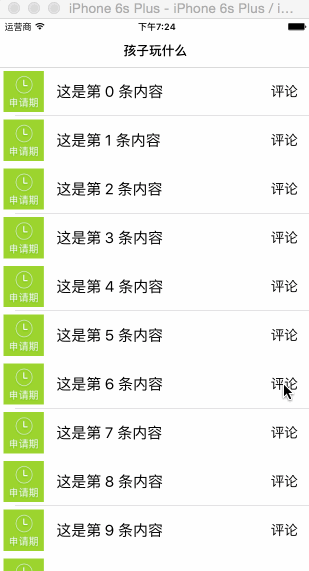 iPhone 6s Plus - iPhone 6s Plus / i...
运营商 下午7:24
孩子玩什么
申请期 这是第 0 条内容 评论
申请期 这是第 1 条内容 评论
申请期 这是第 2 条内容 评论
申请期 这是第 3 条内容 评论
申请期 这是第 4 条内容 评论
申请期 这是第 5 条内容 评论
申请期 这是第 6 条内容 评论
申请期 这是第 7 条内容 评论
申请期 这是第 8 条内容 评论
申请期 这是第 9 条内容 评论